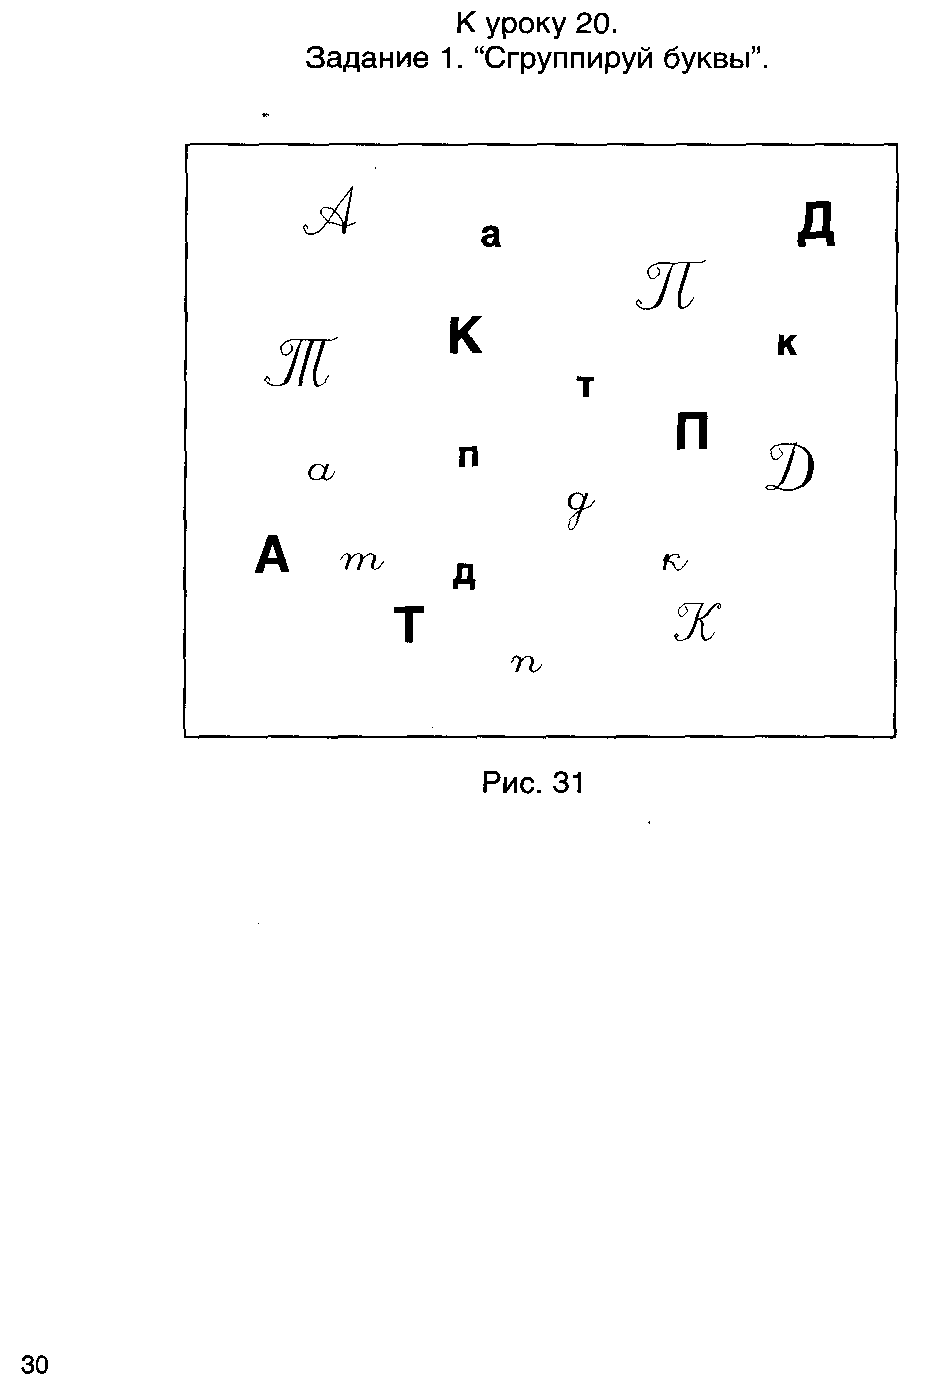 К уроку 20.
Задание 1. “Сгруппируй буквы”.
А
а
Д
П
К
Т
к
т
П
п
а
Д
д
А
т
д
к
Т
К
п
Рис. 31
30